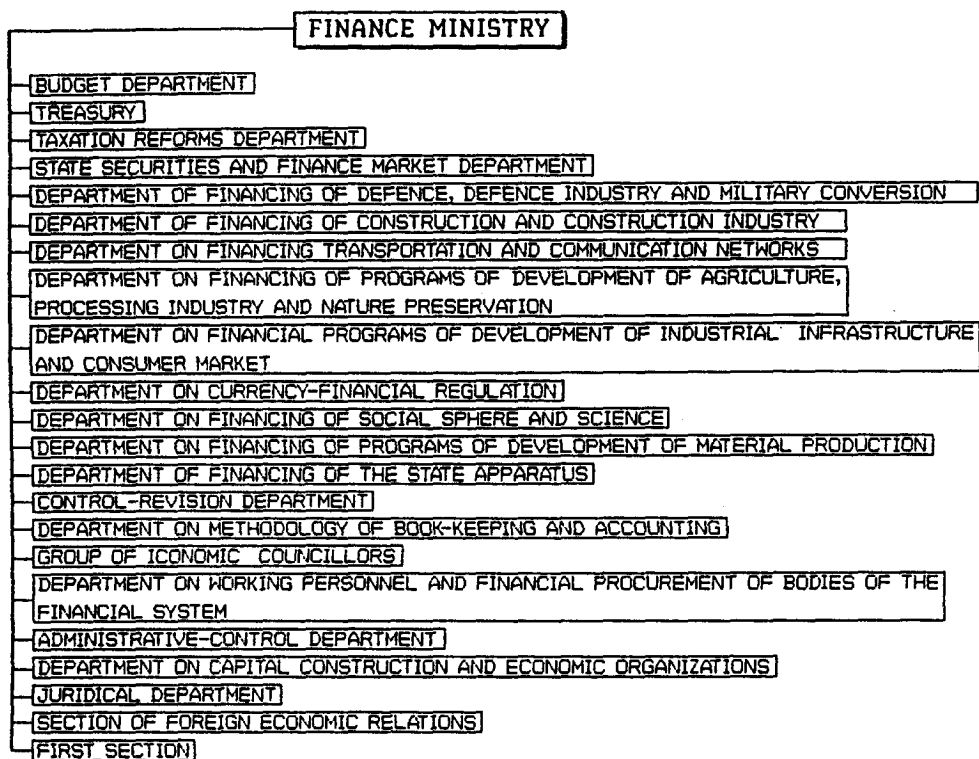 FINANCE MINISTRY
BUDGET DEPARTMENT
TREASURY
TAXATION REFORMS DEPARTMENT
STATE SECURITIES AND FINANCE MARKET DEPARTMENT
DEPARTMENT OF FINANCING OF DEFENCE, DEFENCE INDUSTRY AND MILITARY CONVERSION
DEPARTMENT OF FINANCING OF CONSTRUCTION AND CONSTRUCTION INDUSTRY
DEPARTMENT ON FINANCING TRANSPORTATION AND COMMUNICATION NETWORKS
DEPARTMENT ON FINANCING OF PROGRAMS OF DEVELOPMENT OF AGRICULTURE,
PROCESSING INDUSTRY AND NATURE PRESERVATION
DEPARTMENT ON FINANCIAL PROGRAMS OF DEVELOPMENT OF INDUSTRIAL INFRASTRUCTURE
AND CONSUMER MARKET
DEPARTMENT ON CURRENCY-FINANCIAL REGULATION
DEPARTMENT ON FINANCING OF SOCIAL SPHERE AND SCIENCE
DEPARTMENT ON FINANCING OF PROGRAMS OF DEVELOPMENT OF MATERIAL PRODUCTION
DEPARTMENT OF FINANCING OF THE STATE APPARATUS
CONTROL-REVISION DEPARTMENT
DEPARTMENT ON METHODOLOGY OF BOOK-KEEPING AND ACCOUNTING
GROUP OF ICONOMIC COUNCILLORS
DEPARTMENT ON WORKING PERSONNEL AND FINANCIAL PROCUREMENT OF BODIES OF THE
FINANCIAL SYSTEM
ADMINISTRATIVE-CONTROL DEPARTMENT
DEPARTMENT ON CAPITAL CONSTRUCTION AND ECONOMIC ORGANIZATIONS
JURIDICAL DEPARTMENT
SECTION OF FOREIGN ECONOMIC RELATIONS
FIRST SECTION